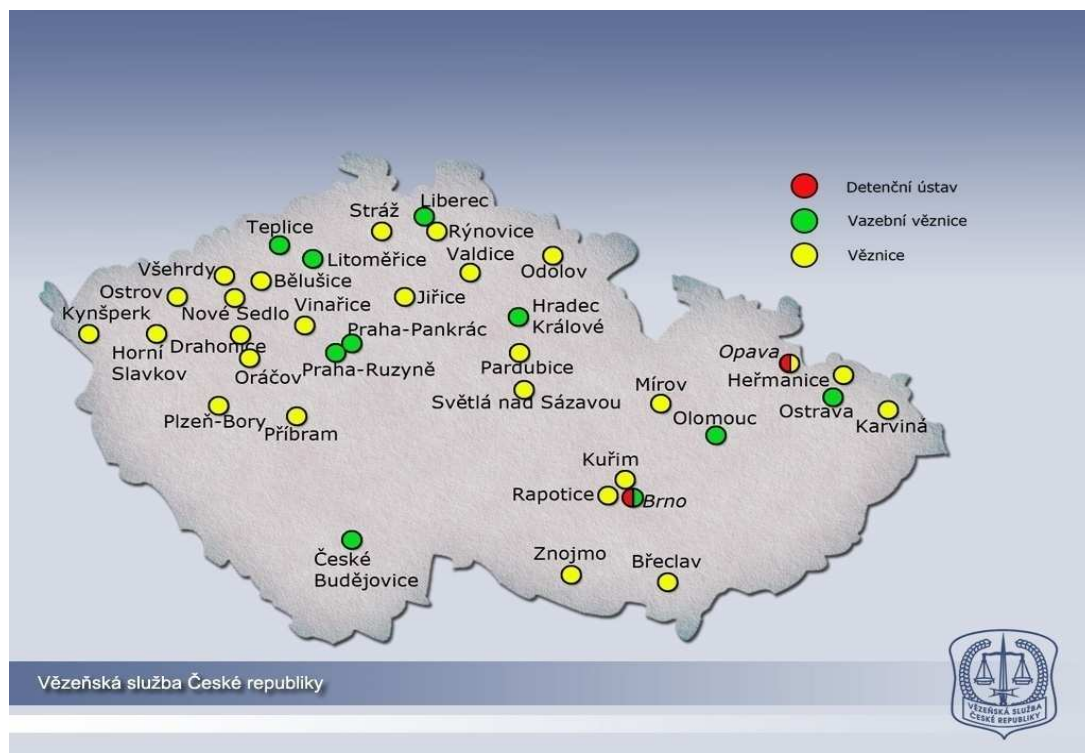 Detenční ústav
Vazební věznice
Věznice
Liberec
Stráž
Rýnovice
Teplice
Litoměřice
Valdice
Odolov
Všehrdy
Bělušice
Ostrov
Nové Sedlo
Vinařice
Jiřice
Hradec
Králové
Kynšperk
Horní
Slavkov
Drahonice
Praha-Pankrác
Praha-Ruzyně
Oráčov
Pardubice
Opava
Heřmanice
Světlá nad Sázavou
Mírov
Ostrava
Karviná
Olomouc
Plzeň-Bory
Příbram
Kuřim
Rapotice
Brno
České
Budějovice
Znojmo
Břeclav
Vězeňská služba České republiky
VĚZEŇSKÁ SLUŽBA
ČESKÉ REPUBLIKY